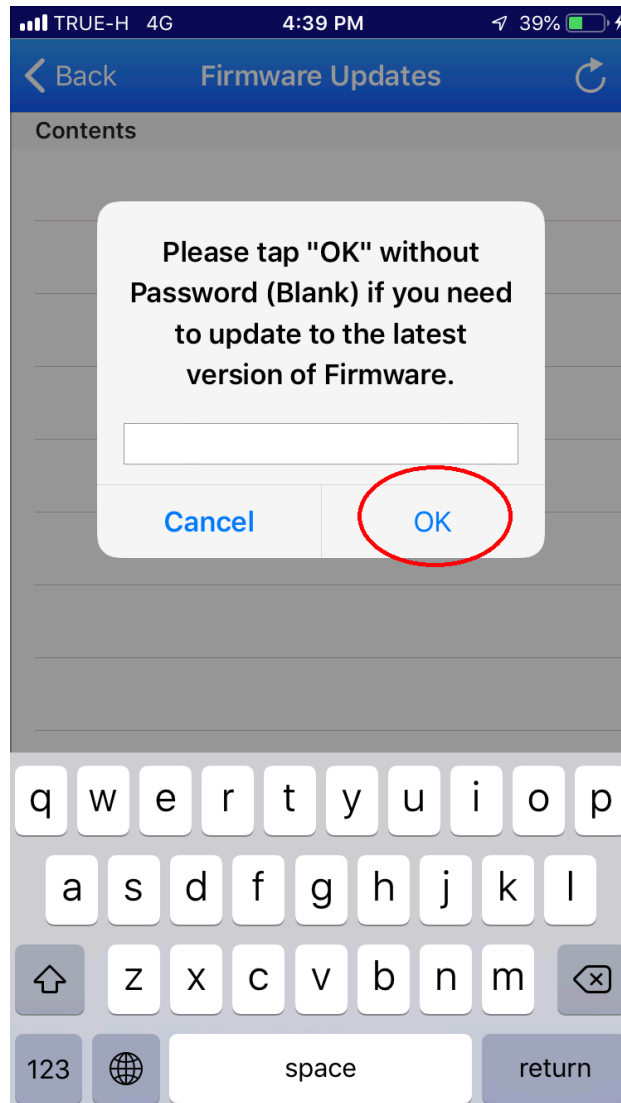 TRUE-H 4G 4:39 PM 39%
Back Firmware Updates
Contents
Please tap "OK" without
Password (Blank) if you need
to update to the latest
version of Firmware.
Cancel OK
q w e r t y u i o p
a s d f g h j k l
z x c v b n m
123 space return